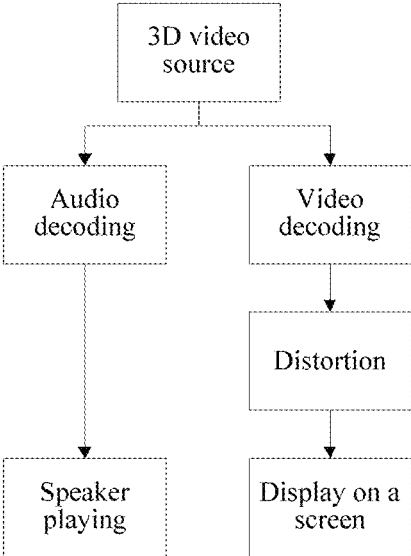 3D video
source
Audio
decoding
Video
decoding
Distortion
Speaker
playing
Display on a
screen